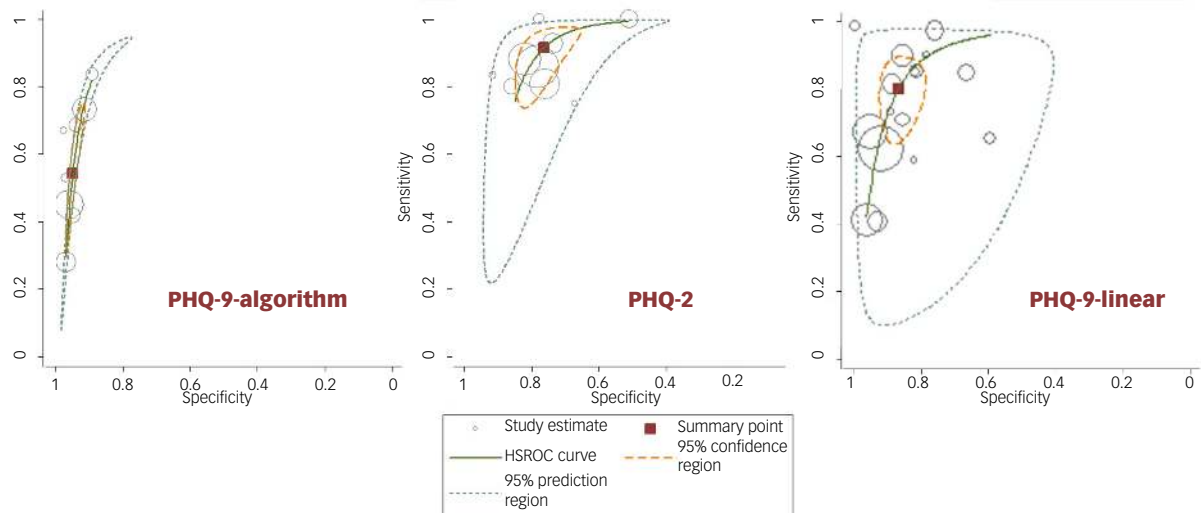 1
0.8
0.6
0.4
0.2
0
PHQ-9-algorithm
1
0.8
0.6
0.4
0.2
0
Specificity
Sensitivity
1
0.8
0.6
0.4
0.2
0
PHQ-2
1
0.8
0.6
0.4
0.2
Specificity
Sensitivity
1
0.8
0.6
0.4
0.2
0
PHQ-9-linear
1
0.8
0.6
0.4
0.2
0
Specificity
Study estimate
Summary point
HSROC curve
95% confidence
region
95% prediction
region